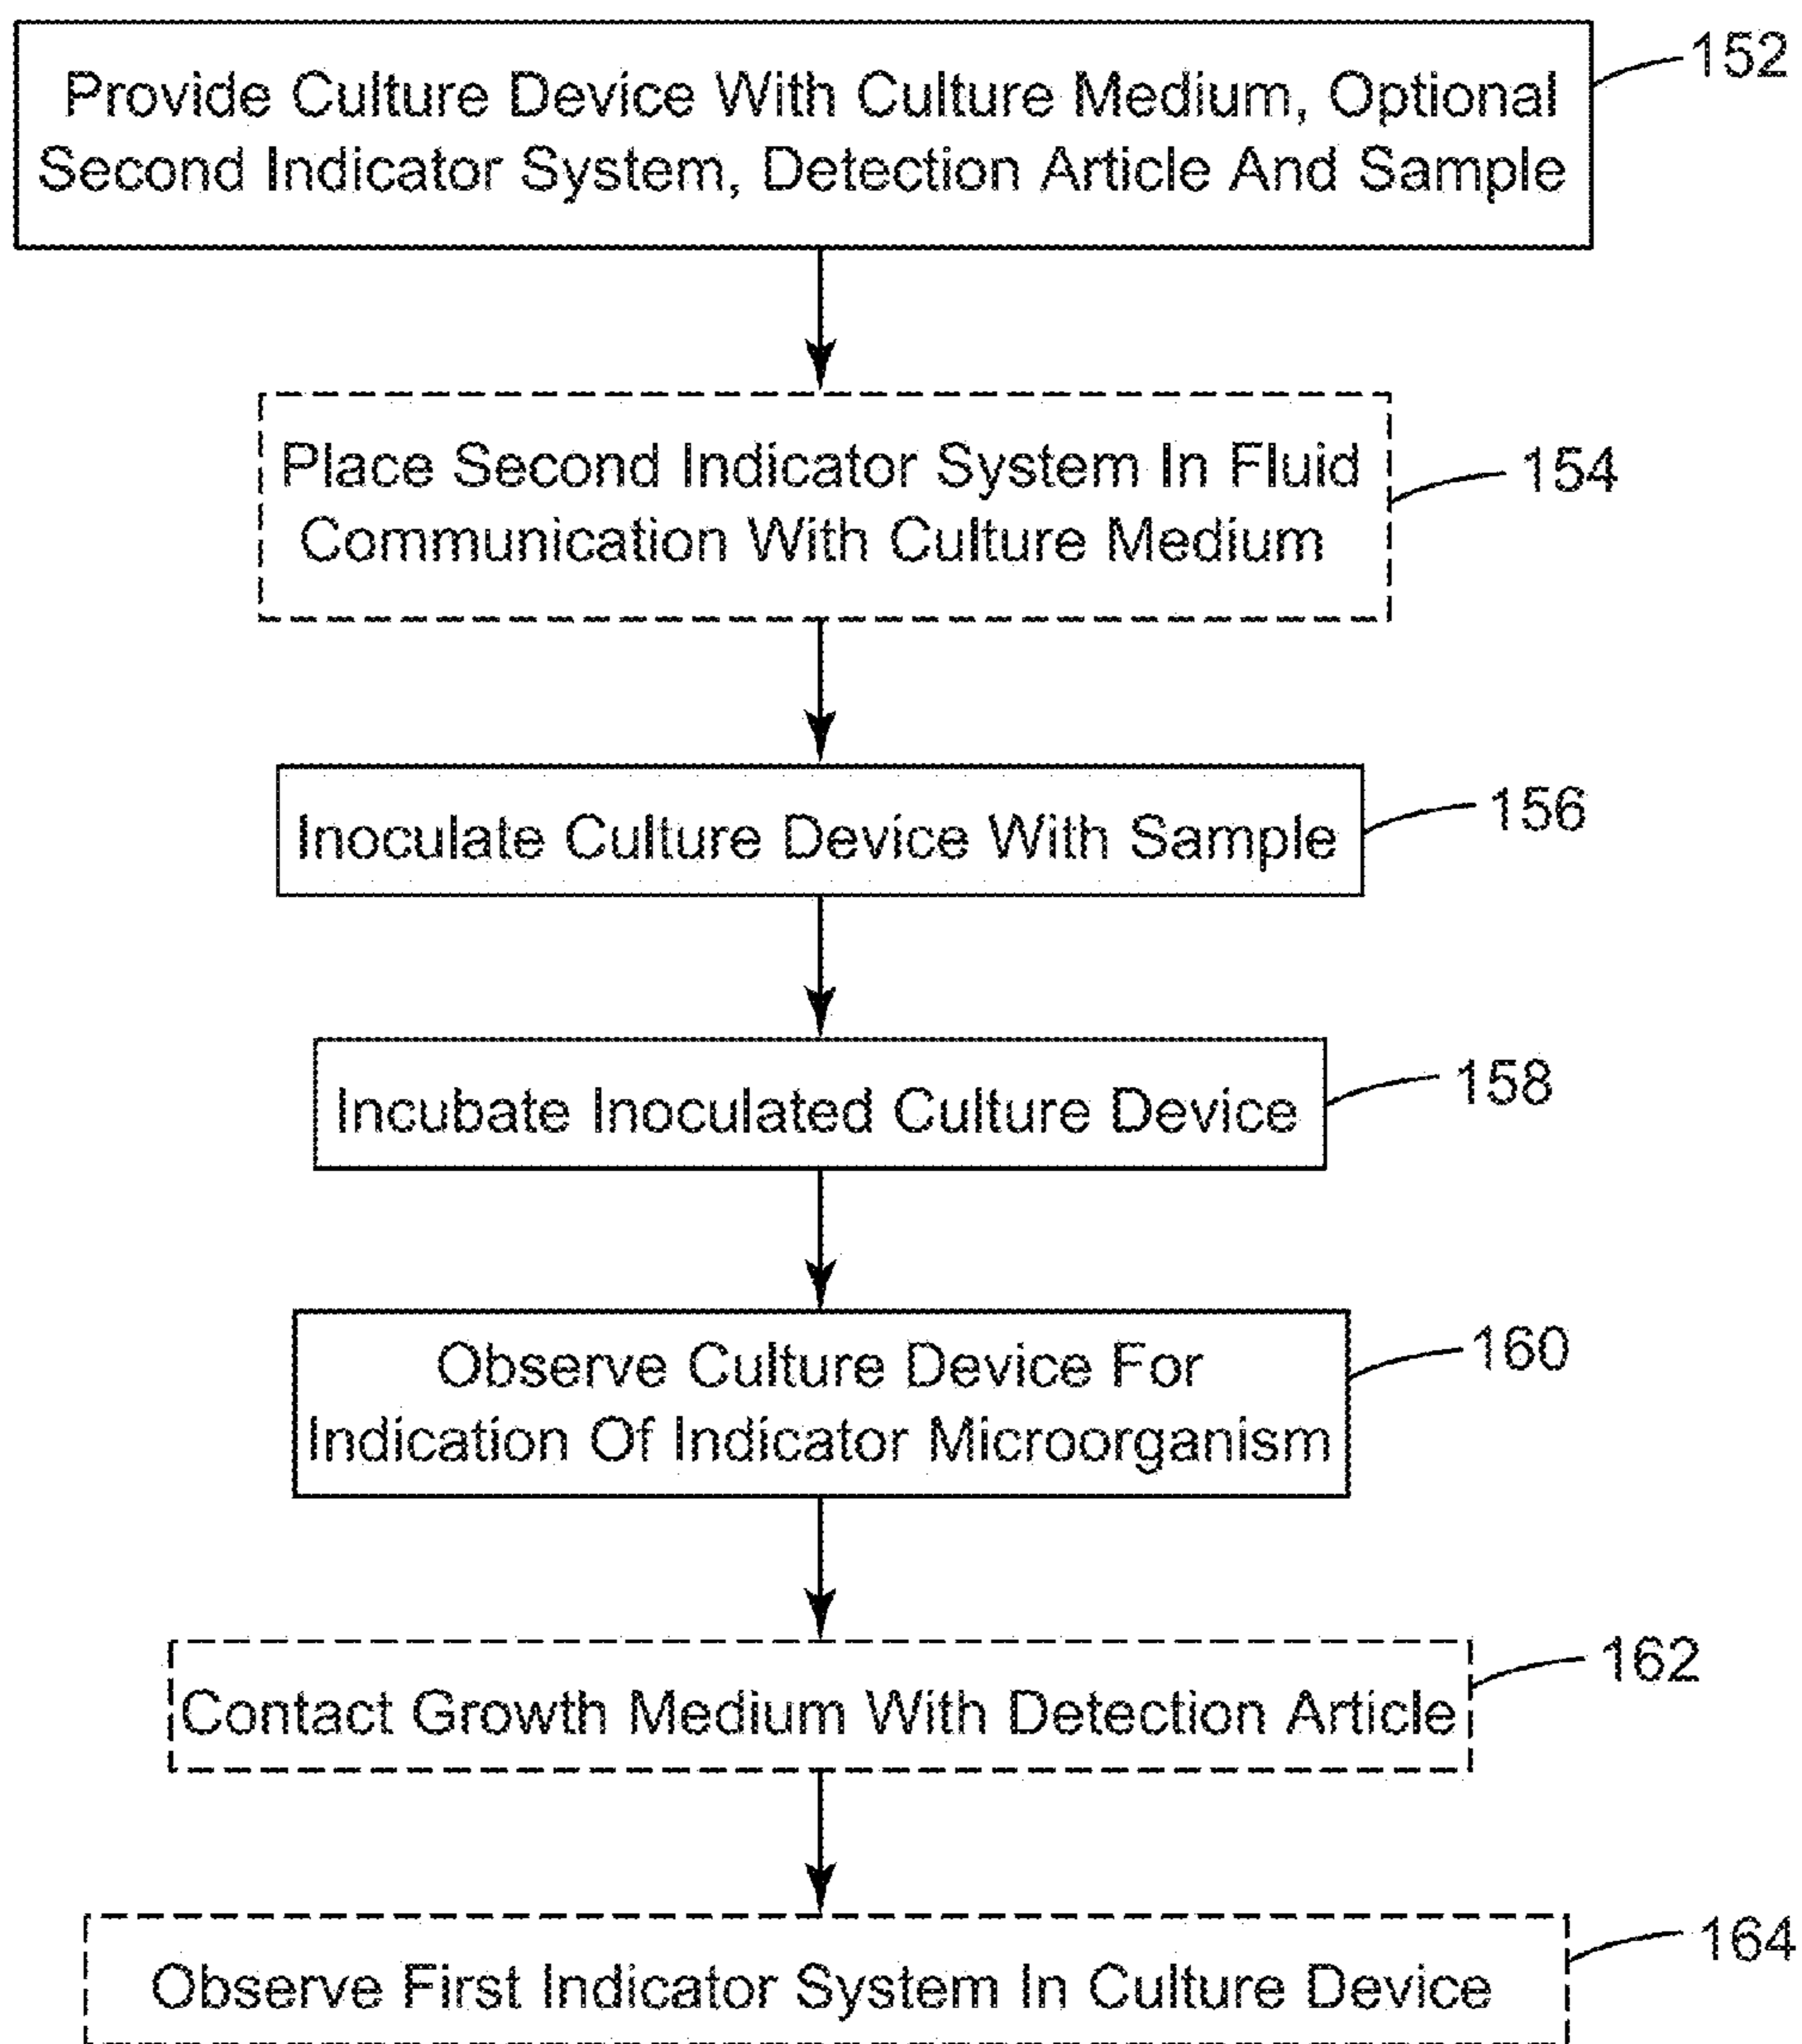 Provide Culture Device With Culture Medium, Optional
Second Indicator System, Detection Article And Sample
152
Place Second Indicator System In Fluid
Communication With Culture Medium
154
Inoculate Culture Device With Sample
156
Incubate Inoculated Culture Device
158
Observe Culture Device For
Indication Of Indicator Microorganism
160
Contact Growth Medium With Detection Article
162
Observe First Indicator System In Culture Device
164